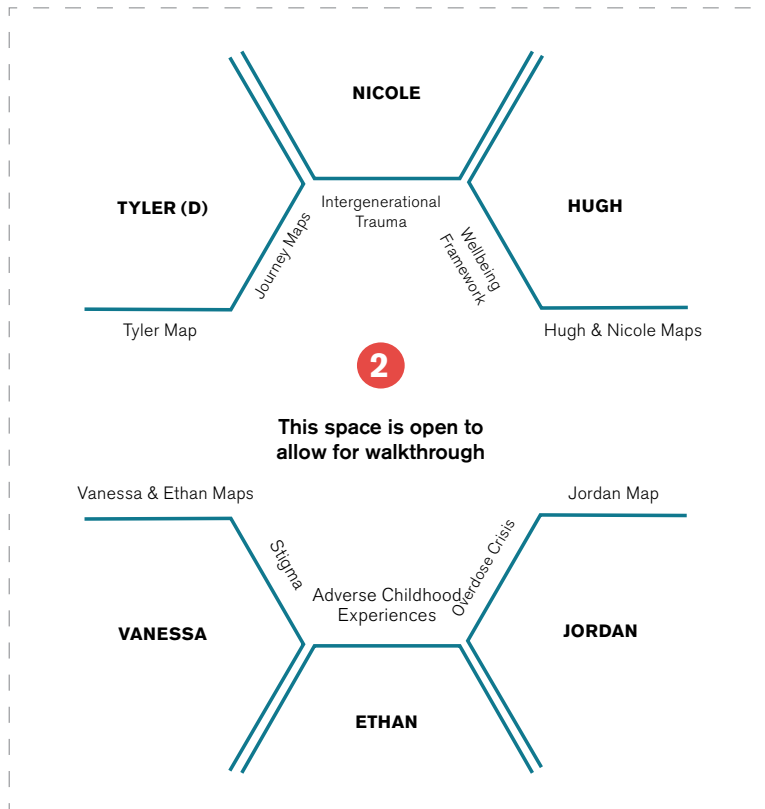 NICOLE
TYLER (D)
Intergenerational
Trauma
HUGH
Journey Maps
Wellbeing
Framework
Tyler Map
Hugh & Nicole Maps
2
This space is open to
allow for walkthrough
Vanessa & Ethan Maps
Jordan Map
Stigma
Adverse Childhood
Experiences
Overdose Crisis
VANESSA
JORDAN
ETHAN